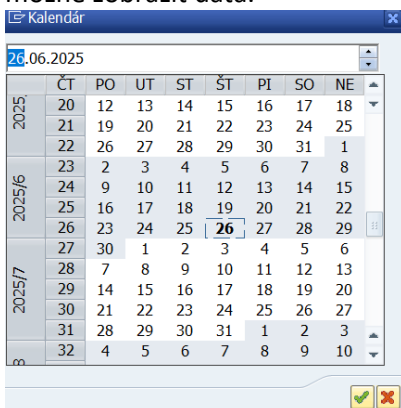 Kalendár
26.06.2025
ČT PO UT ST ŠT PI SO NE
20 12 13 14 15 16 17 18
21 19 20 21 22 23 24 25
22 26 27 28 29 30 31 1
23 2 3 4 5 6 7 8
24 9 10 11 12 13 14 15
25 16 17 18 19 20 21 22
26 23 24 25 26 27 28 29
27 30 1 2 3 4 5 6
28 7 8 9 10 11 12 13
29 14 15 16 17 18 19 20
30 21 22 23 24 25 26 27
31 28 29 30 31 1 2 3
32 4 5 6 7 8 9 10
2025
2025/6
2025/7